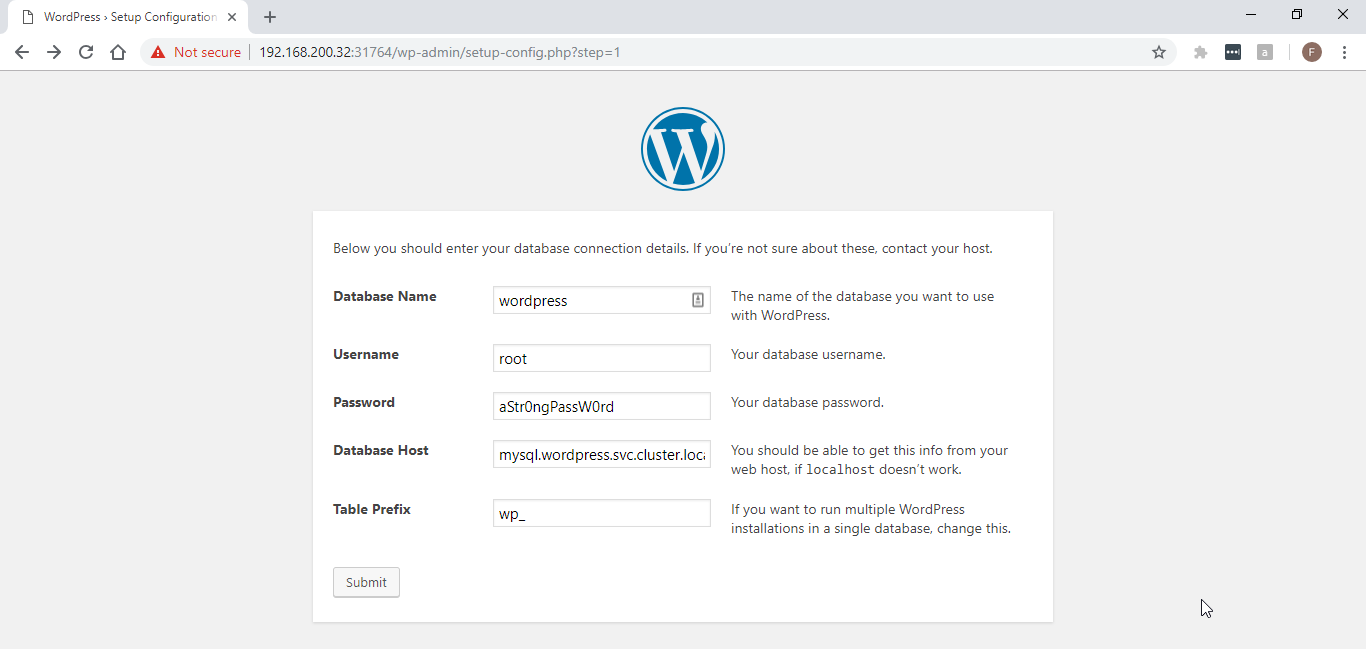 WordPress › Setup Configuration
Not secure
192.168.200.32:31764/wp-admin/setup-config.php?step=1
a
F
W
Below you should enter your database connection details. If you’re not sure about these, contact your host.
Database Name
wordpress
The name of the database you want to use
with WordPress.
Username
root
Your database username.
Password
aStr0ngPassW0rd
Your database password.
Database Host
mysql.wordpress.svc.cluster.loca
You should be able to get this info from your
web host, if localhost doesn’t work.
Table Prefix
wp_
If you want to run multiple WordPress
installations in a single database, change this.
Submit